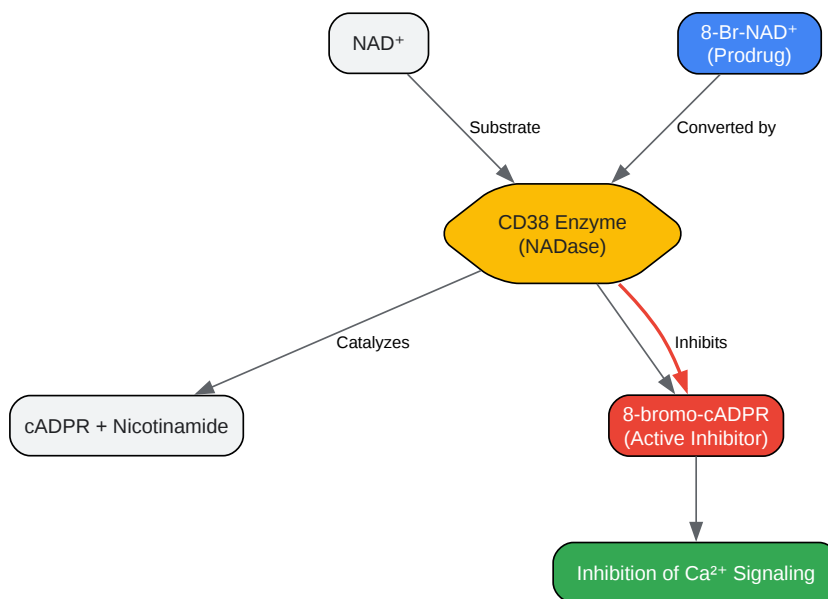 NAD⁺
8-Br-NAD⁺
(Prodrug)
Substrate
Converted by
CD38 Enzyme
(NADase)
Catalyzes
Inhibits
cADPR + Nicotinamide
8-bromo-cADPR
(Active Inhibitor)
Inhibition of Ca²⁺ Signaling